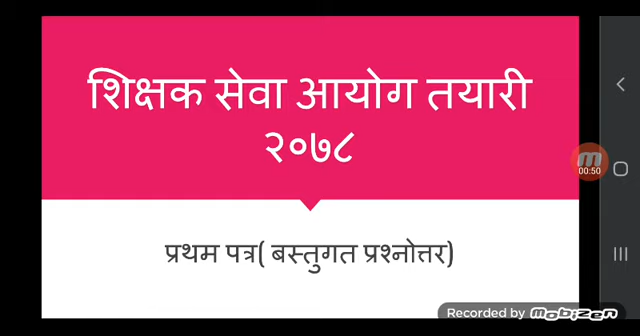 शिक्षक सेवा आयोग तयारी
२०७८
प्रथम पत्र( बस्तुगत प्रश्नोत्तर)
00:50
Recorded by Mobizen